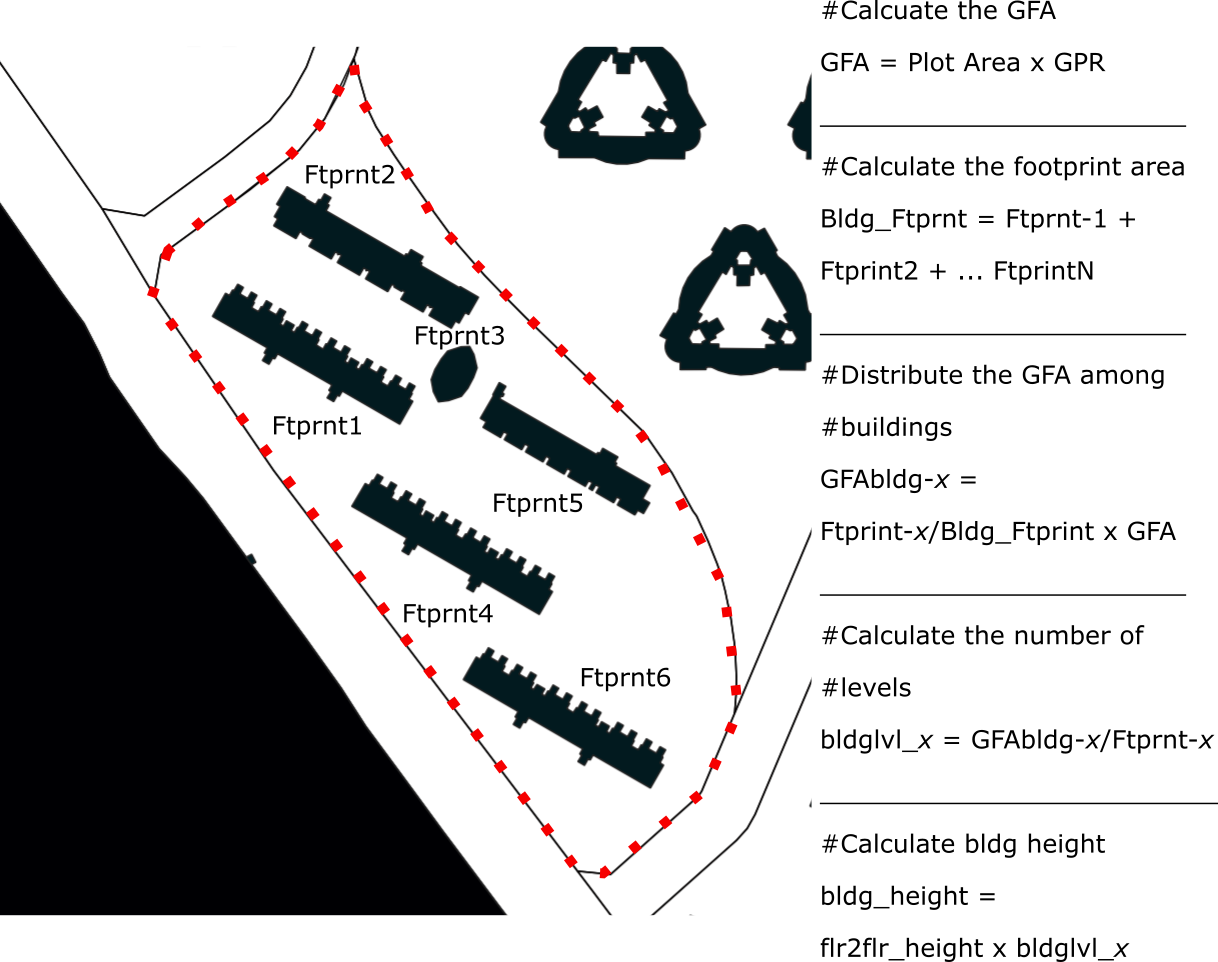 #Calcuate the GFA
GFA = Plot Area x GPR
#Calculate the footprint area
Bldg_Ftprnt = Ftprnt-1 +
Ftprint2 + ... FtprintN
#Distribute the GFA among
#buildings
GFAbldg-x =
Ftprint-x/Bldg_Ftprint x GFA
#Calculate the number of
#levels
bldglvl_x = GFAbldg-x/Ftprnt-x
#Calculate bldg height
bldg_height =
flr2flr_height x bldglvl_x
Ftprnt2
Ftprnt3
Ftprnt1
Ftprnt5
Ftprnt4
Ftprnt6